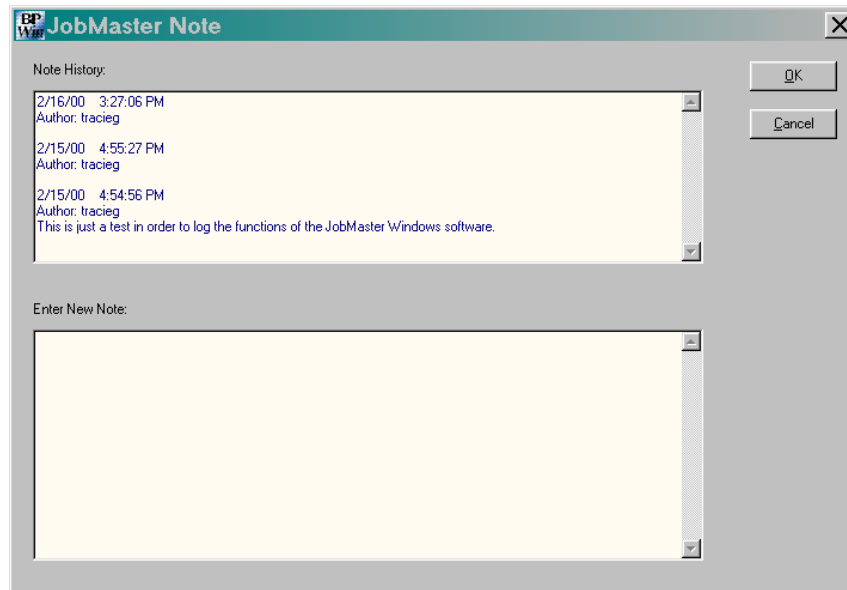 BP
Win JobMaster Note
Note History:
OK
2/16/00 3:27:06 PM
Author: tracieg
Cancel
2/15/00 4:55:27 PM
Author: tracieg
2/15/00 4:54:56 PM
Author: tracieg
This is just a test in order to log the functions of the JobMaster Windows software.
Enter New Note: